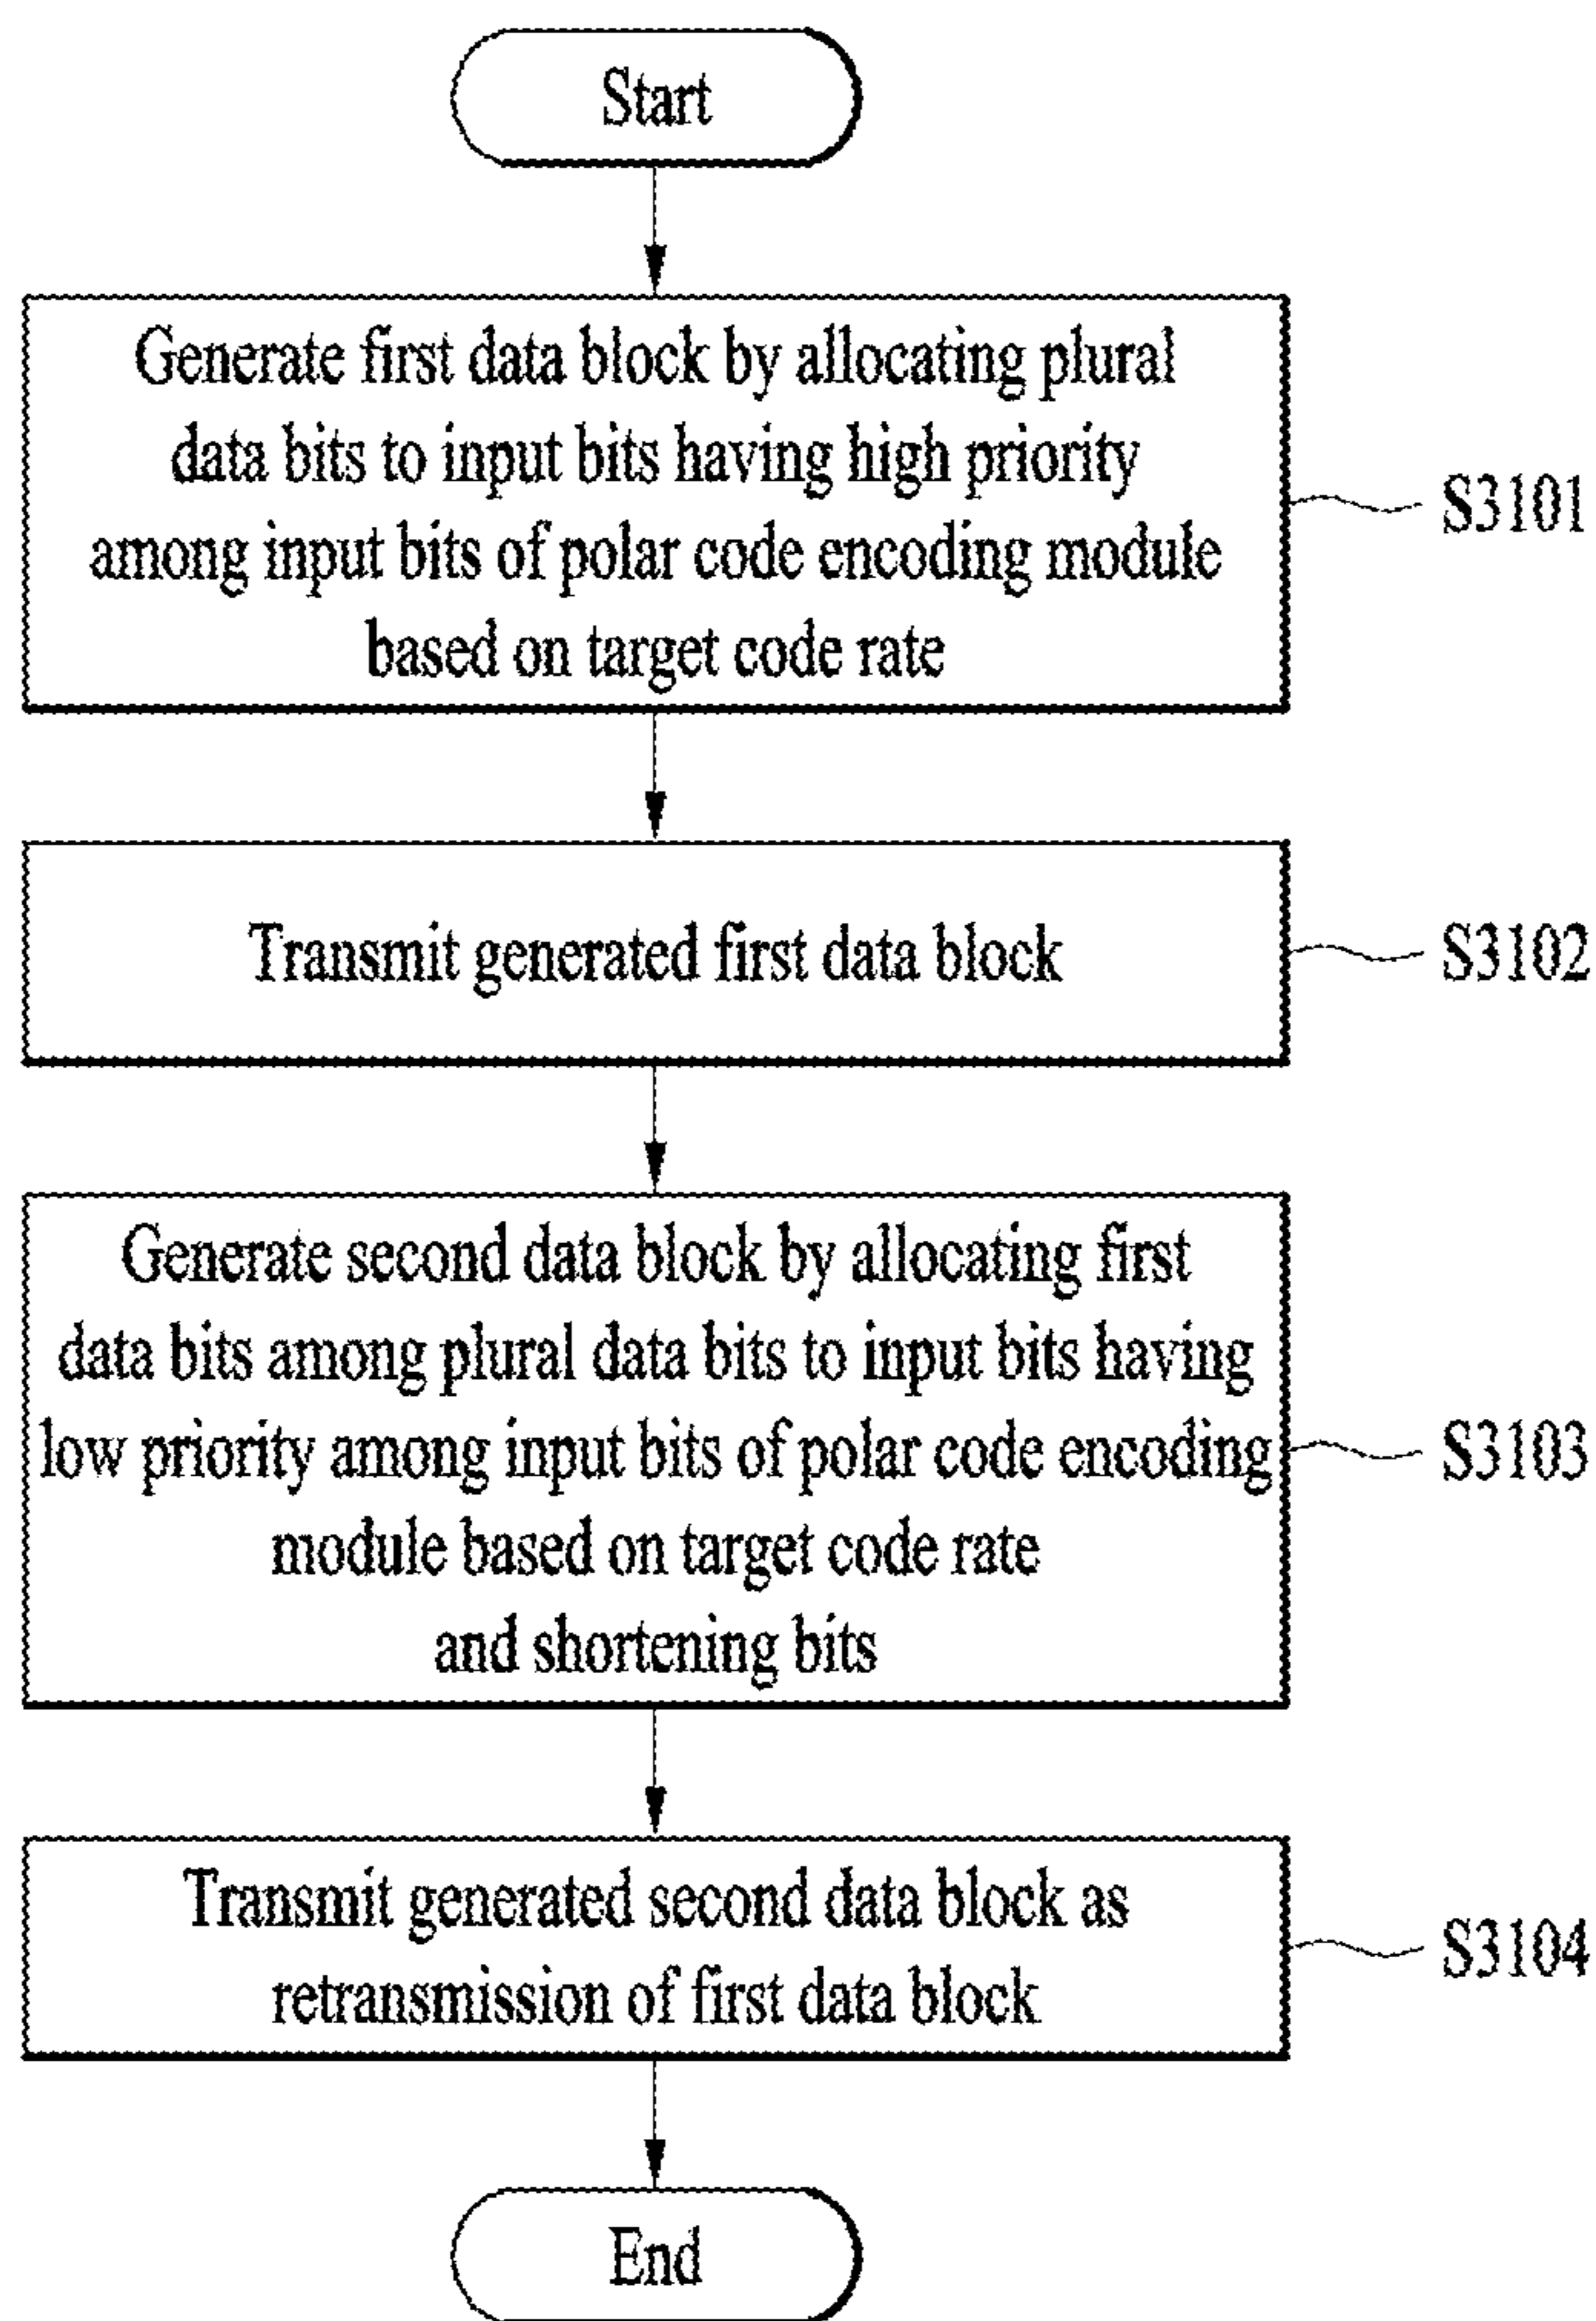 Start
Generate first data block by allocating plural
data bits to input bits having high priority
among input bits of polar code encoding module
based on target code rate
S3101
Transmit generated first data block
S3102
Generate second data block by allocating first
data bits among plural data bits to input bits having
low priority among input bits of polar code encoding
module based on target code rate
and shortening bits
S3103
Transmit generated second data block as
retransmission of first data block
S3104
End